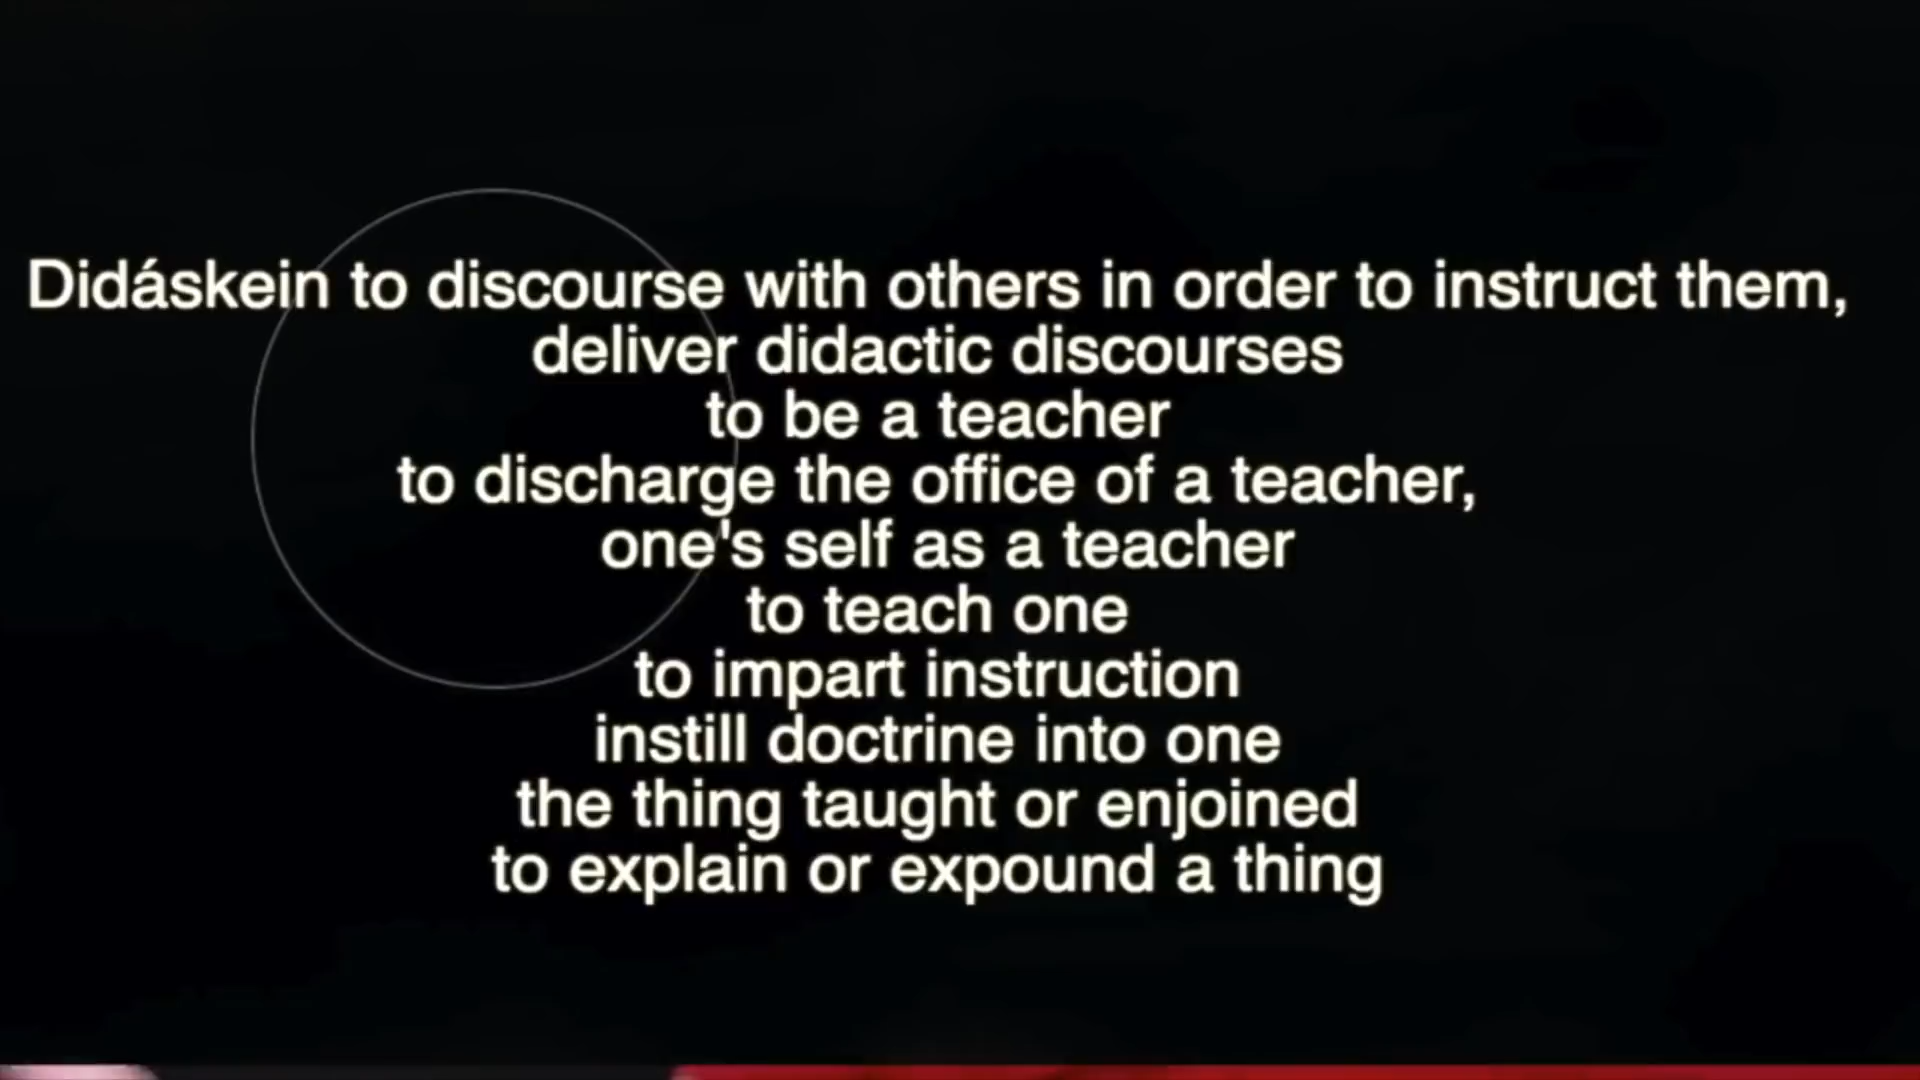 Didáskein to discourse with others in order to instruct them,
deliver didactic discourses
to be a teacher
to discharge the office of a teacher,
one's self as a teacher
to teach one
to impart instruction
instill doctrine into one
the thing taught or enjoined
to explain or expound a thing